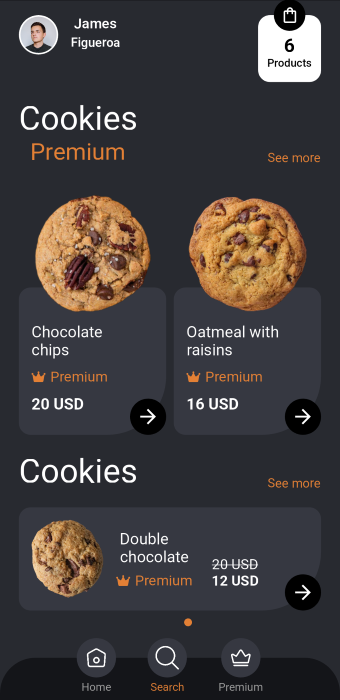 James
Figueroa
6
Products
Cookies
Premium
See more
Chocolate
chips
Premium
20 USD
Oatmeal with
raisins
Premium
16 USD
Cookies
See more
Double
chocolate
Premium
20 USD
12 USD
Home
Search
Premium